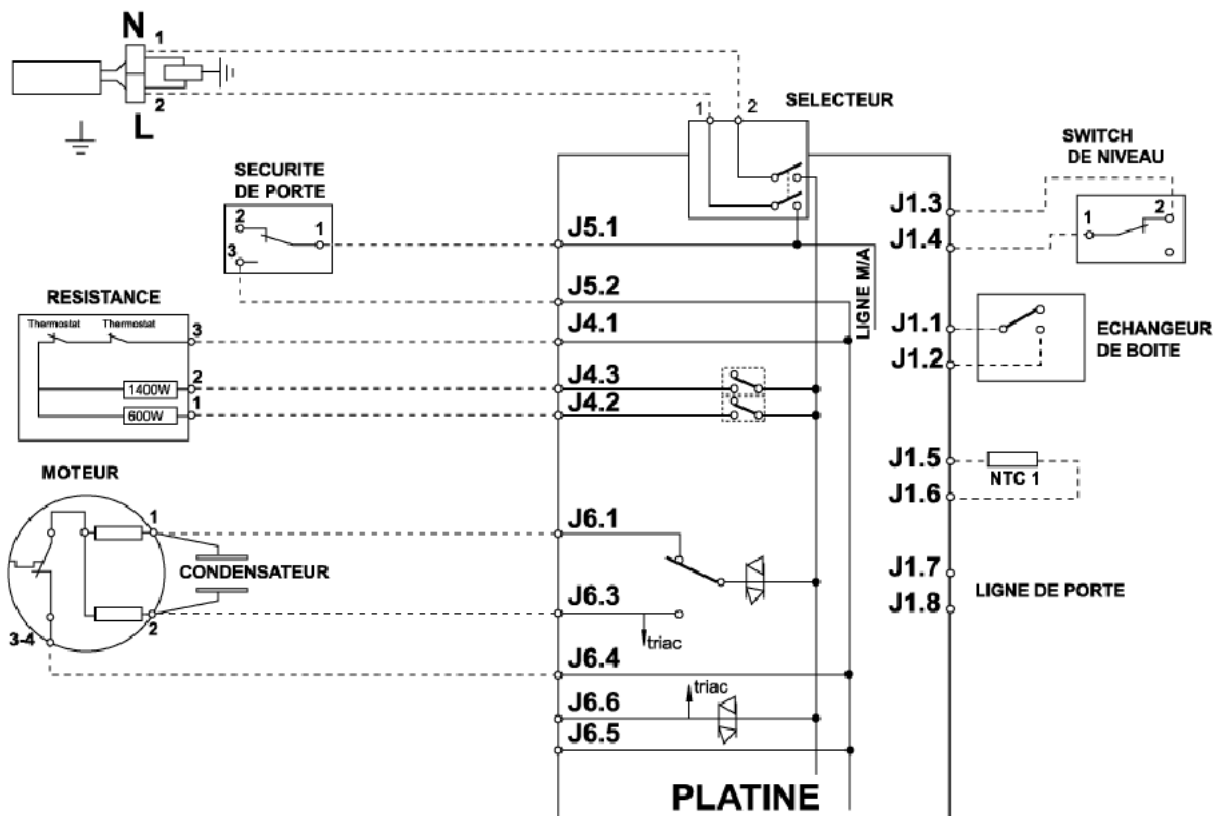 N
1
2
L
SELECTEUR
1 2
SECURITE
DE PORTE
2
1
3
SWITCH
DE NIVEAU
1
2
J5.1
J5.2
J4.1
J4.3
J4.2
LIGNE M/A
J1.3
J1.4
J1.1
J1.2
ECHANGEUR
DE BOITE
RESISTANCE
Thermostat Thermostat
3
1400W
2
600W
1
MOTEUR
1
CONDENSATEUR
2
3-4
J6.1
J6.3
triac
J6.4
triac
J6.6
J6.5
J1.5
J1.6
NTC 1
J1.7
J1.8
LIGNE DE PORTE
PLATINE